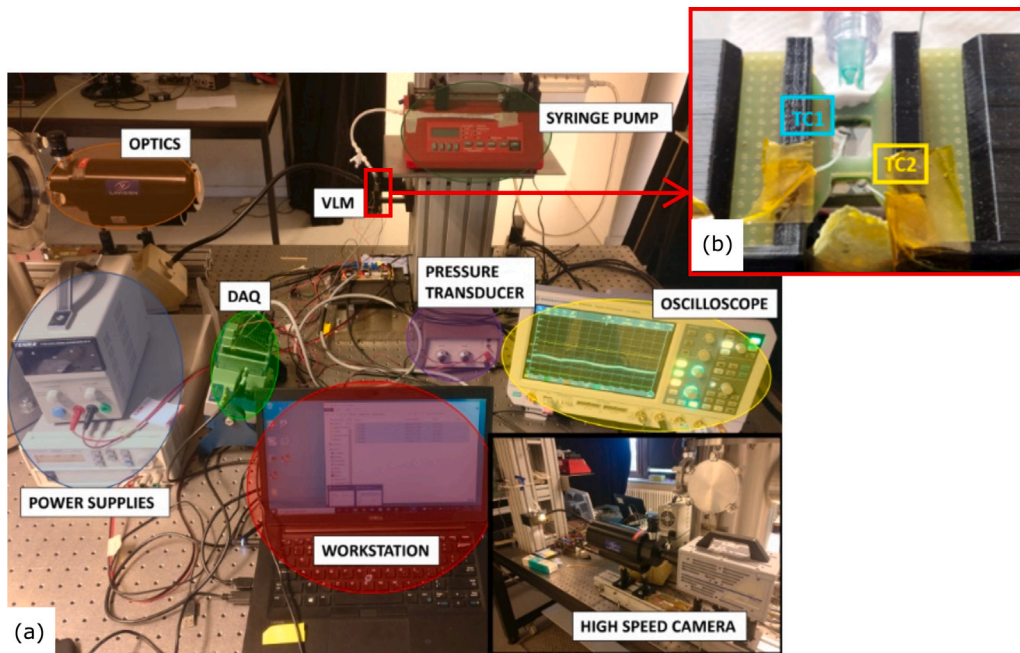 OPTICS
SYRINGE PUMP
VLM
TC1
TC2
(b)
DAQ
PRESSURE
TRANSDUCER
OSCILLOSCOPE
POWER SUPPLIES
WORKSTATION
HIGH SPEED CAMERA
(a)